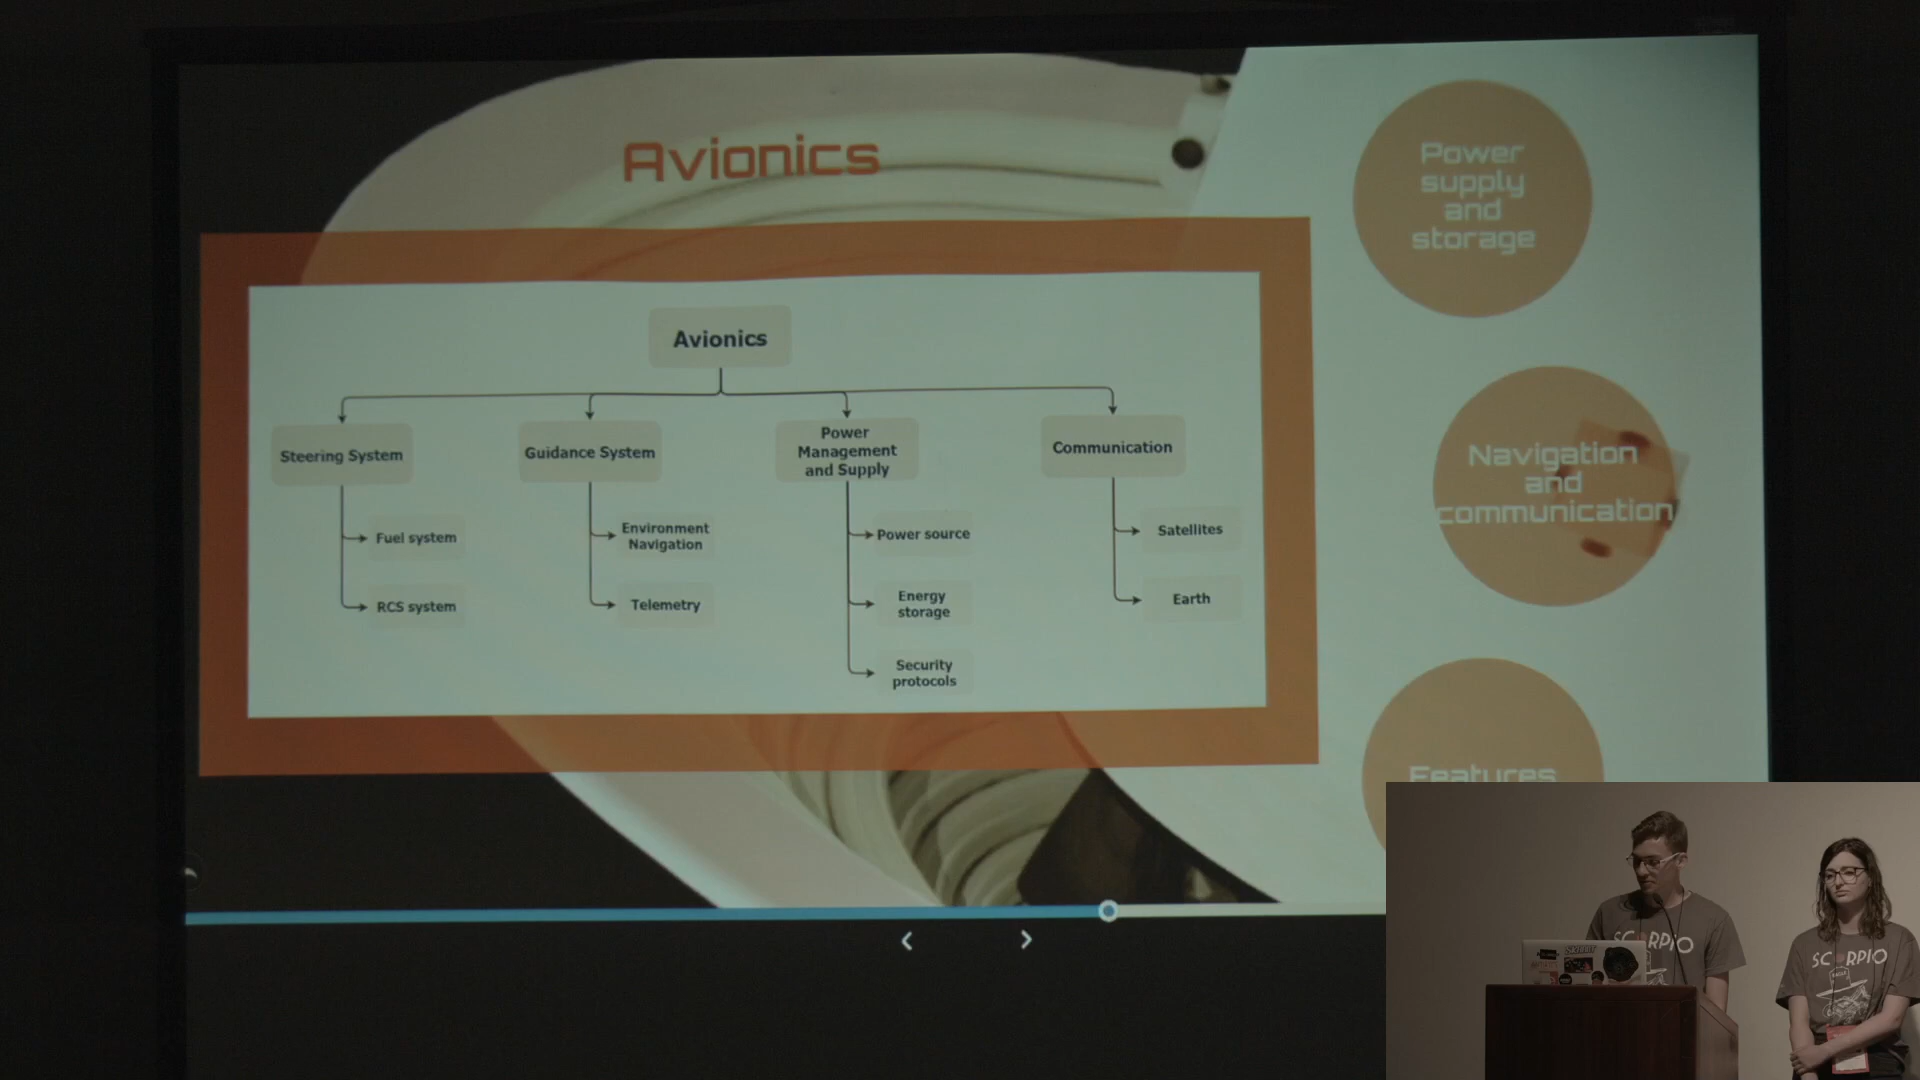 Avionics
Avionics
Steering System
Fuel system
RCS system
Guidance System
Environment
Navigation
Telemetry
Power
Management
and Supply
Power source
Energy
storage
Security
protocols
Communication
Satellites
Earth
Power
supply
and
storage
Navigation
and
communication
Features
SCORPIO
SCORPIO